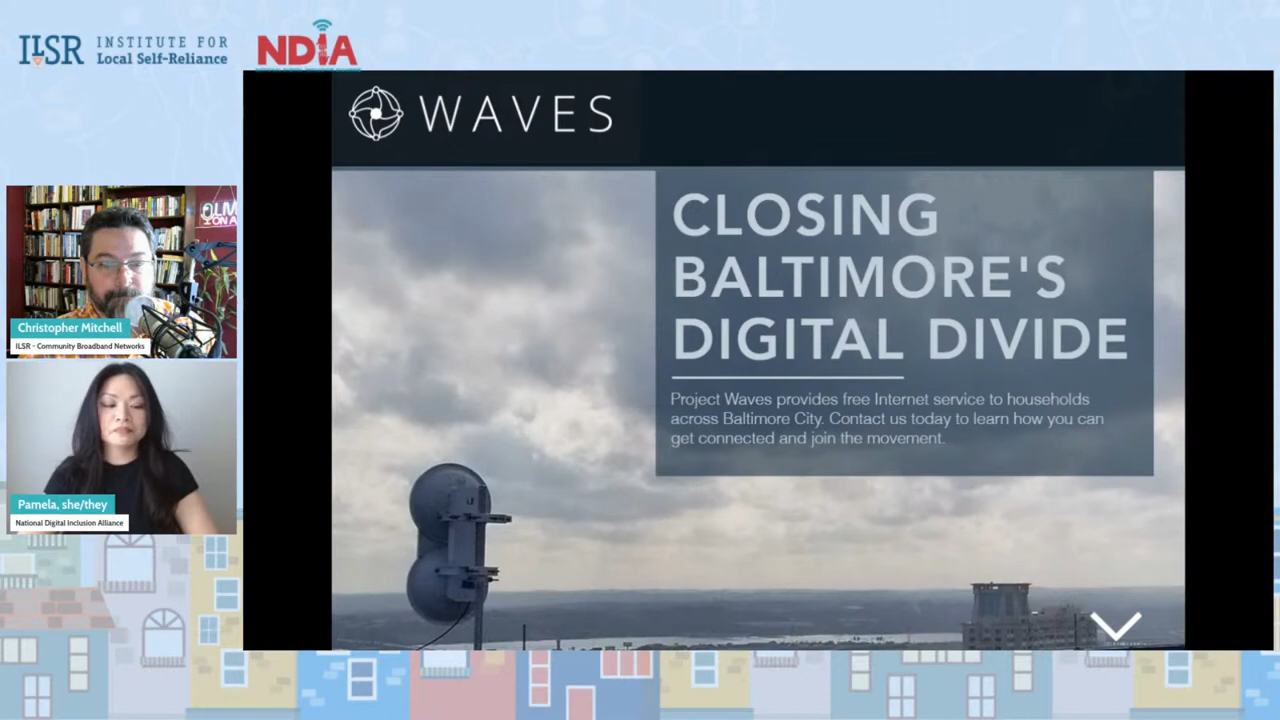 ILSR
INSTITUTE FOR
Local Self-Reliance
NDiA
WAVES
CLOSING
BALTIMORE'S
DIGITAL DIVIDE
Project Waves provides free Internet service to households
across Baltimore City. Contact us today to learn how you can
get connected and join the movement.
ON A
Christopher Mitchell
ILSR - Community Broadband Networks
Pamela, she/they
National Digital Inclusion Alliance